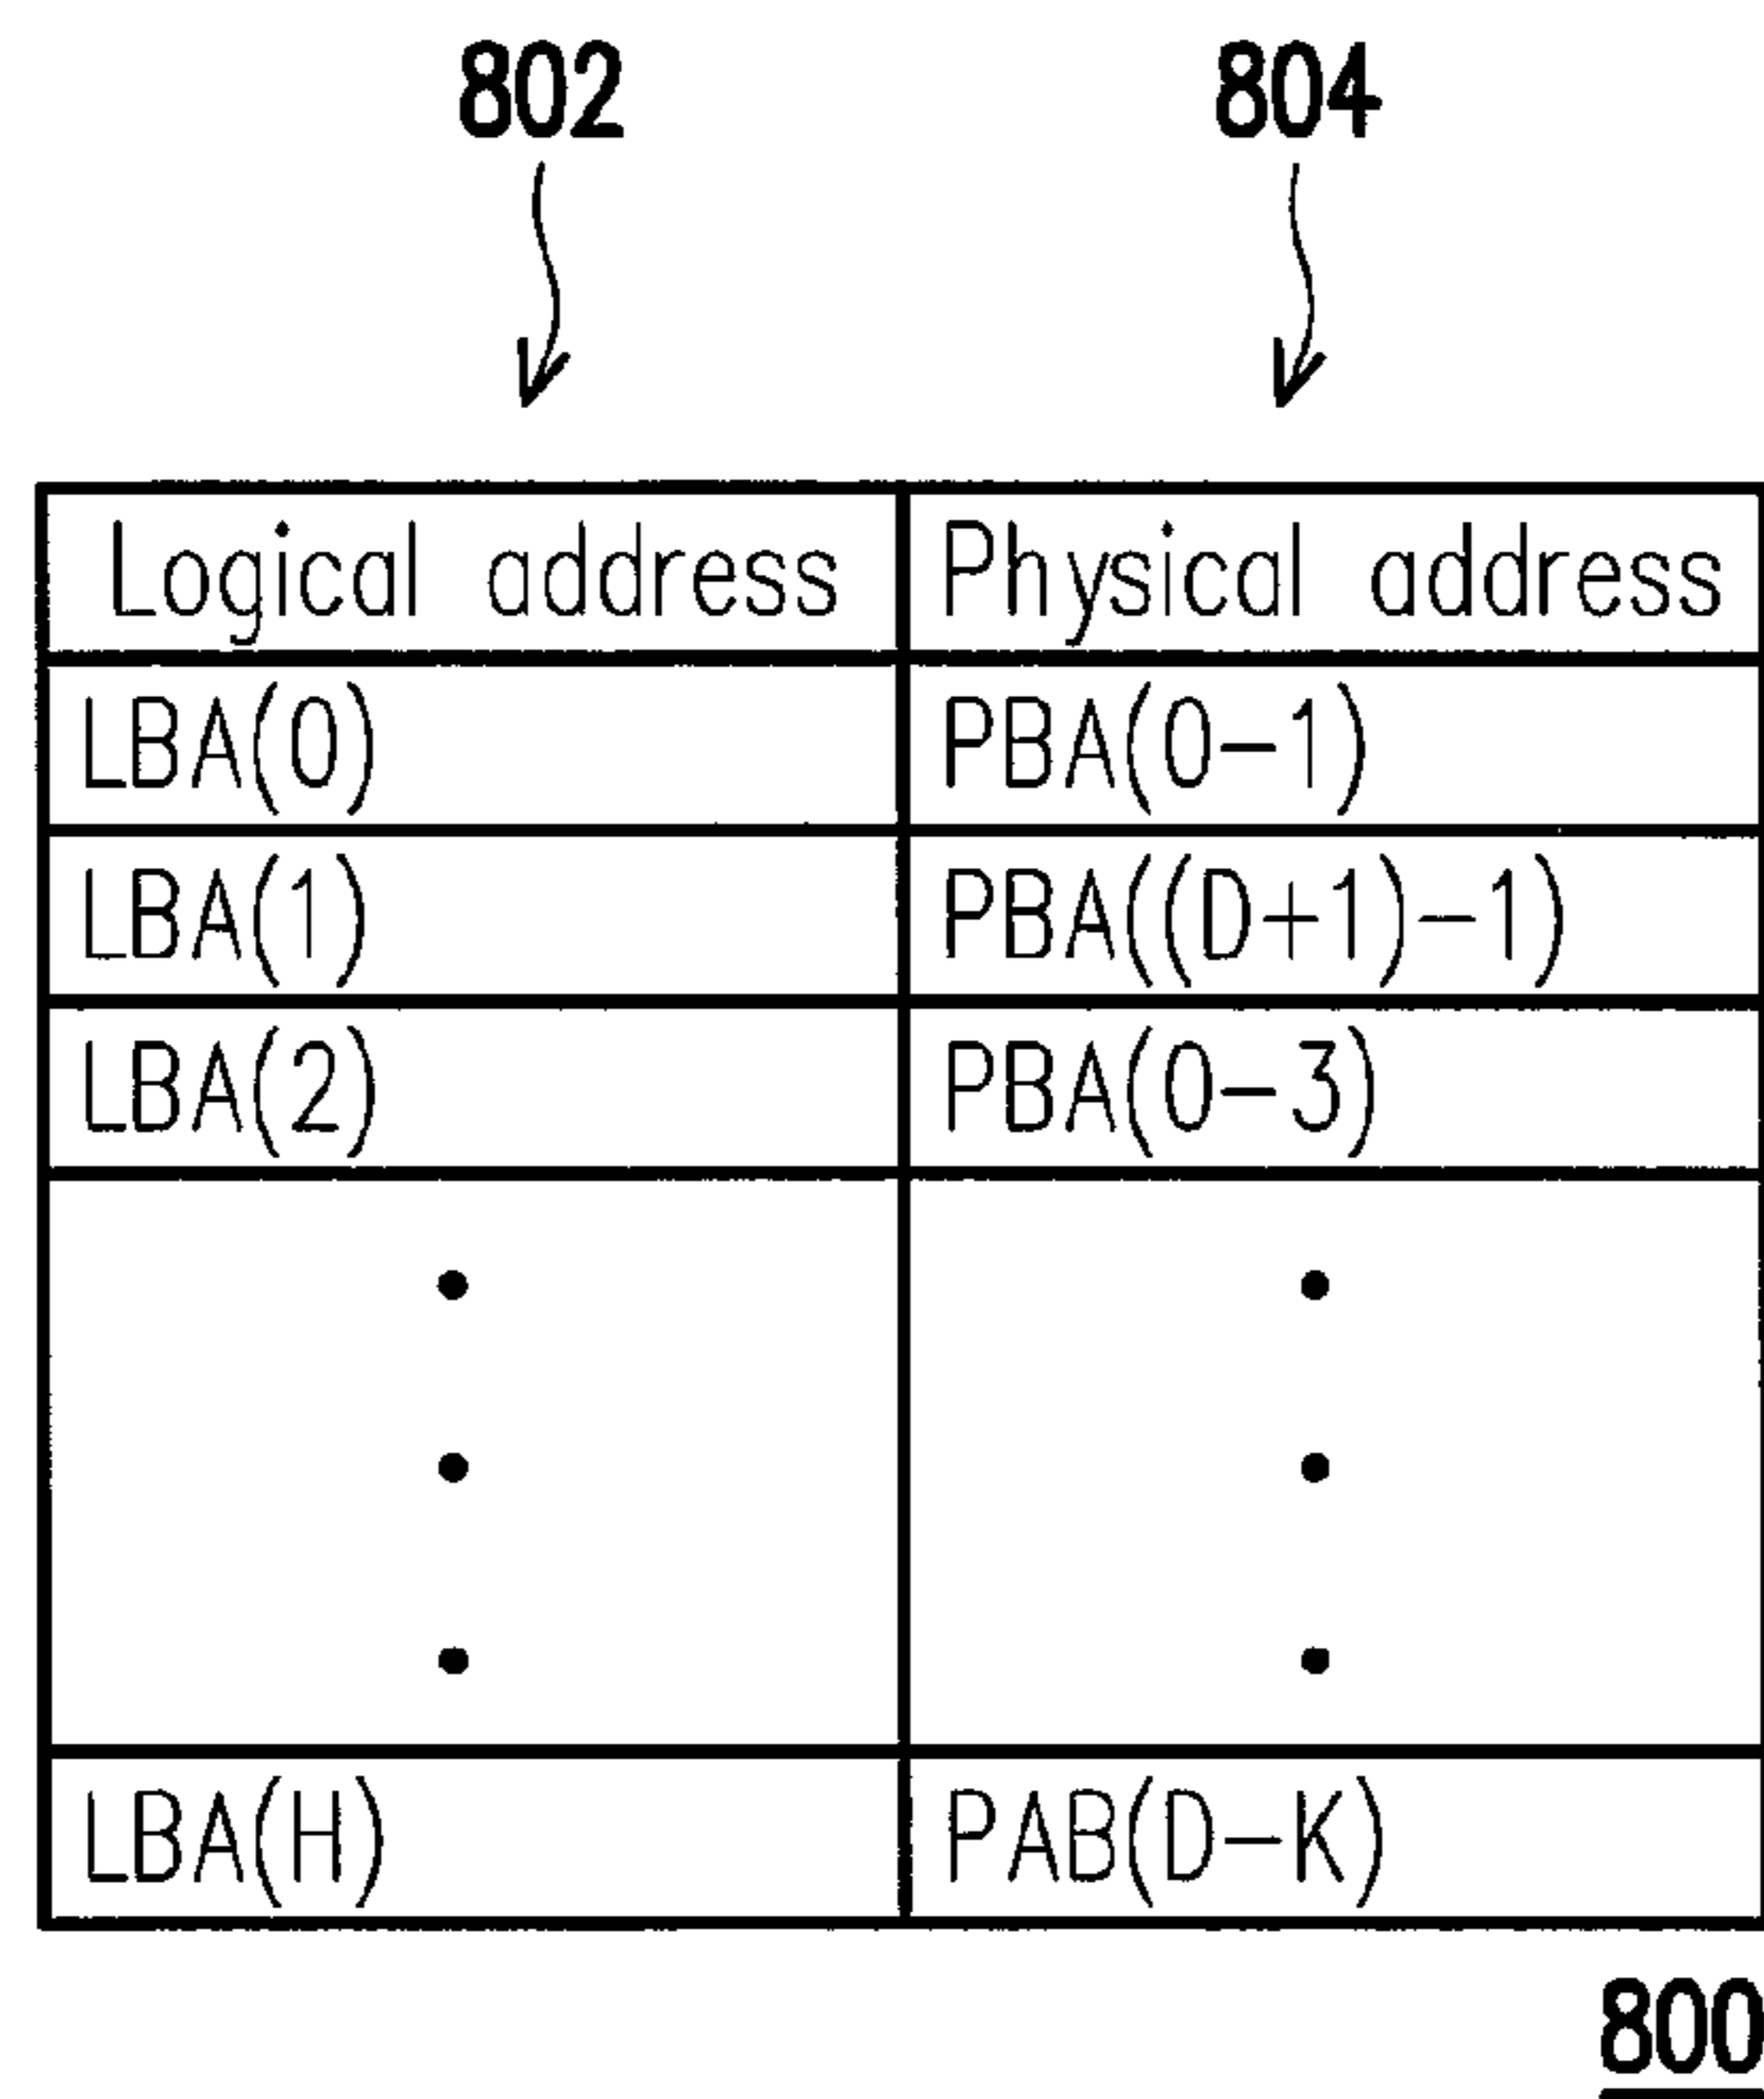 802 804
Logical address Physical address
LBA(0) PBA(0-1)
LBA(1) PBA((D+1)-1)
LBA(2) PBA(0-3)
LBA(H) PAB(D-K)
800